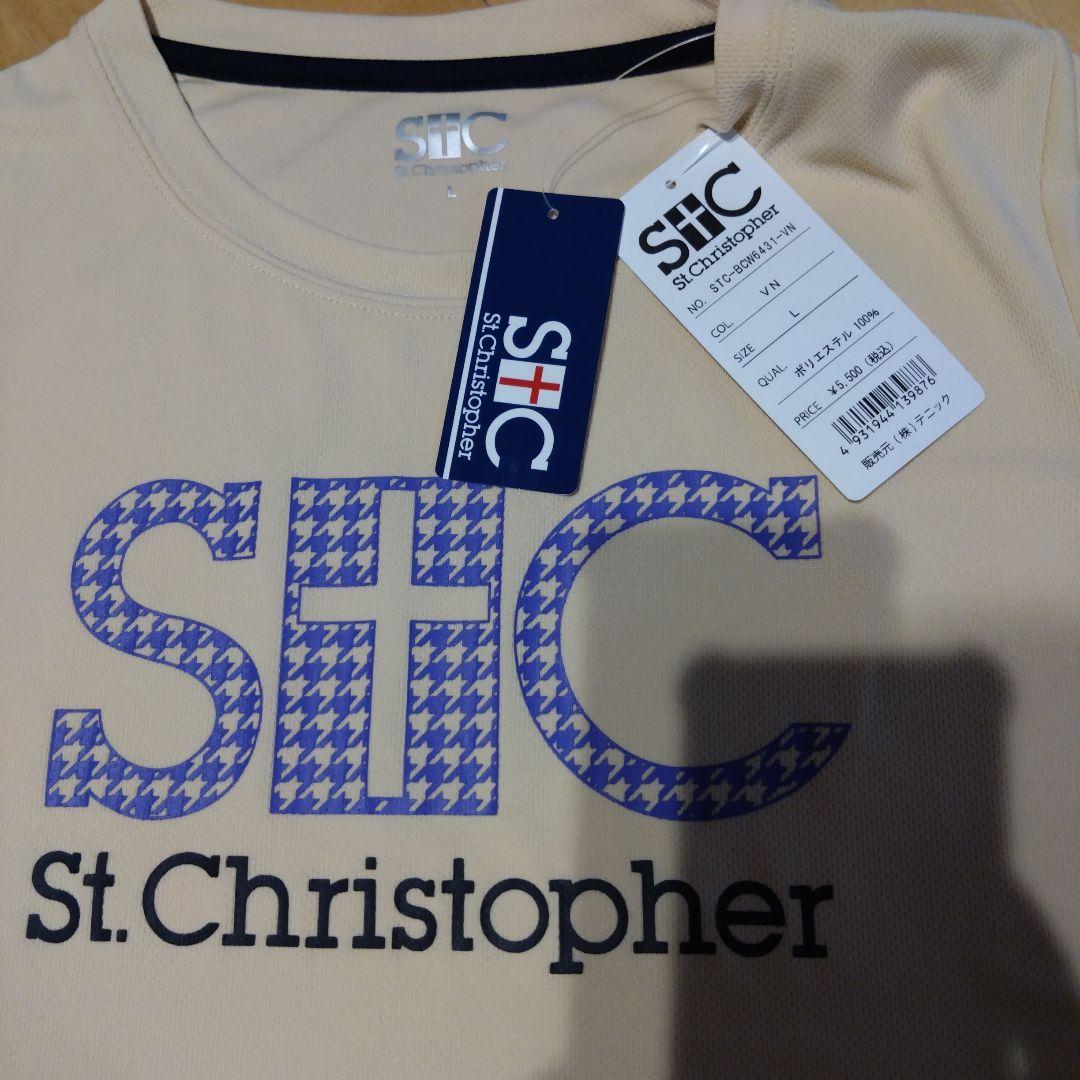 STC
St.Christopher
L
STC
St.Christopher
STC
St.Christopher
NO. STC-BCW6431-VN
COL. VN
SIZE L
QUAL ポリエステル 100%
PRICE ¥5,500 (税込)
4 931944 139876
販売元 (株)テニック
STC
St.Christopher